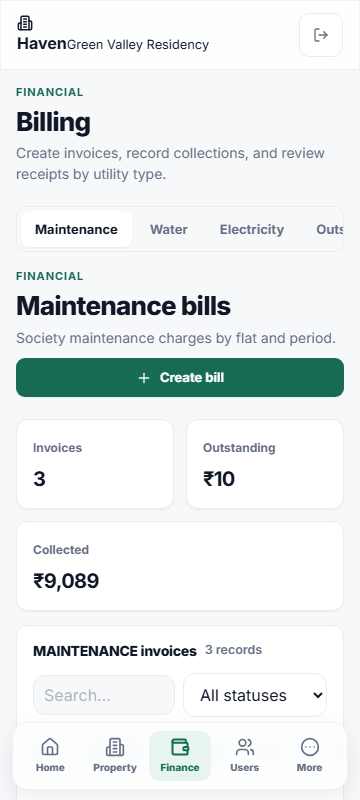 HavenGreen Valley Residency
FINANCIAL
Billing
Create invoices, record collections, and review
receipts by utility type.
Maintenance Water Electricity Outs
FINANCIAL
Maintenance bills
Society maintenance charges by flat and period.
+ Create bill
Invoices Outstanding
3 ₹10
Collected
₹9,089
MAINTENANCE invoices 3 records
Search... All statuses
Home Property Finance Users More